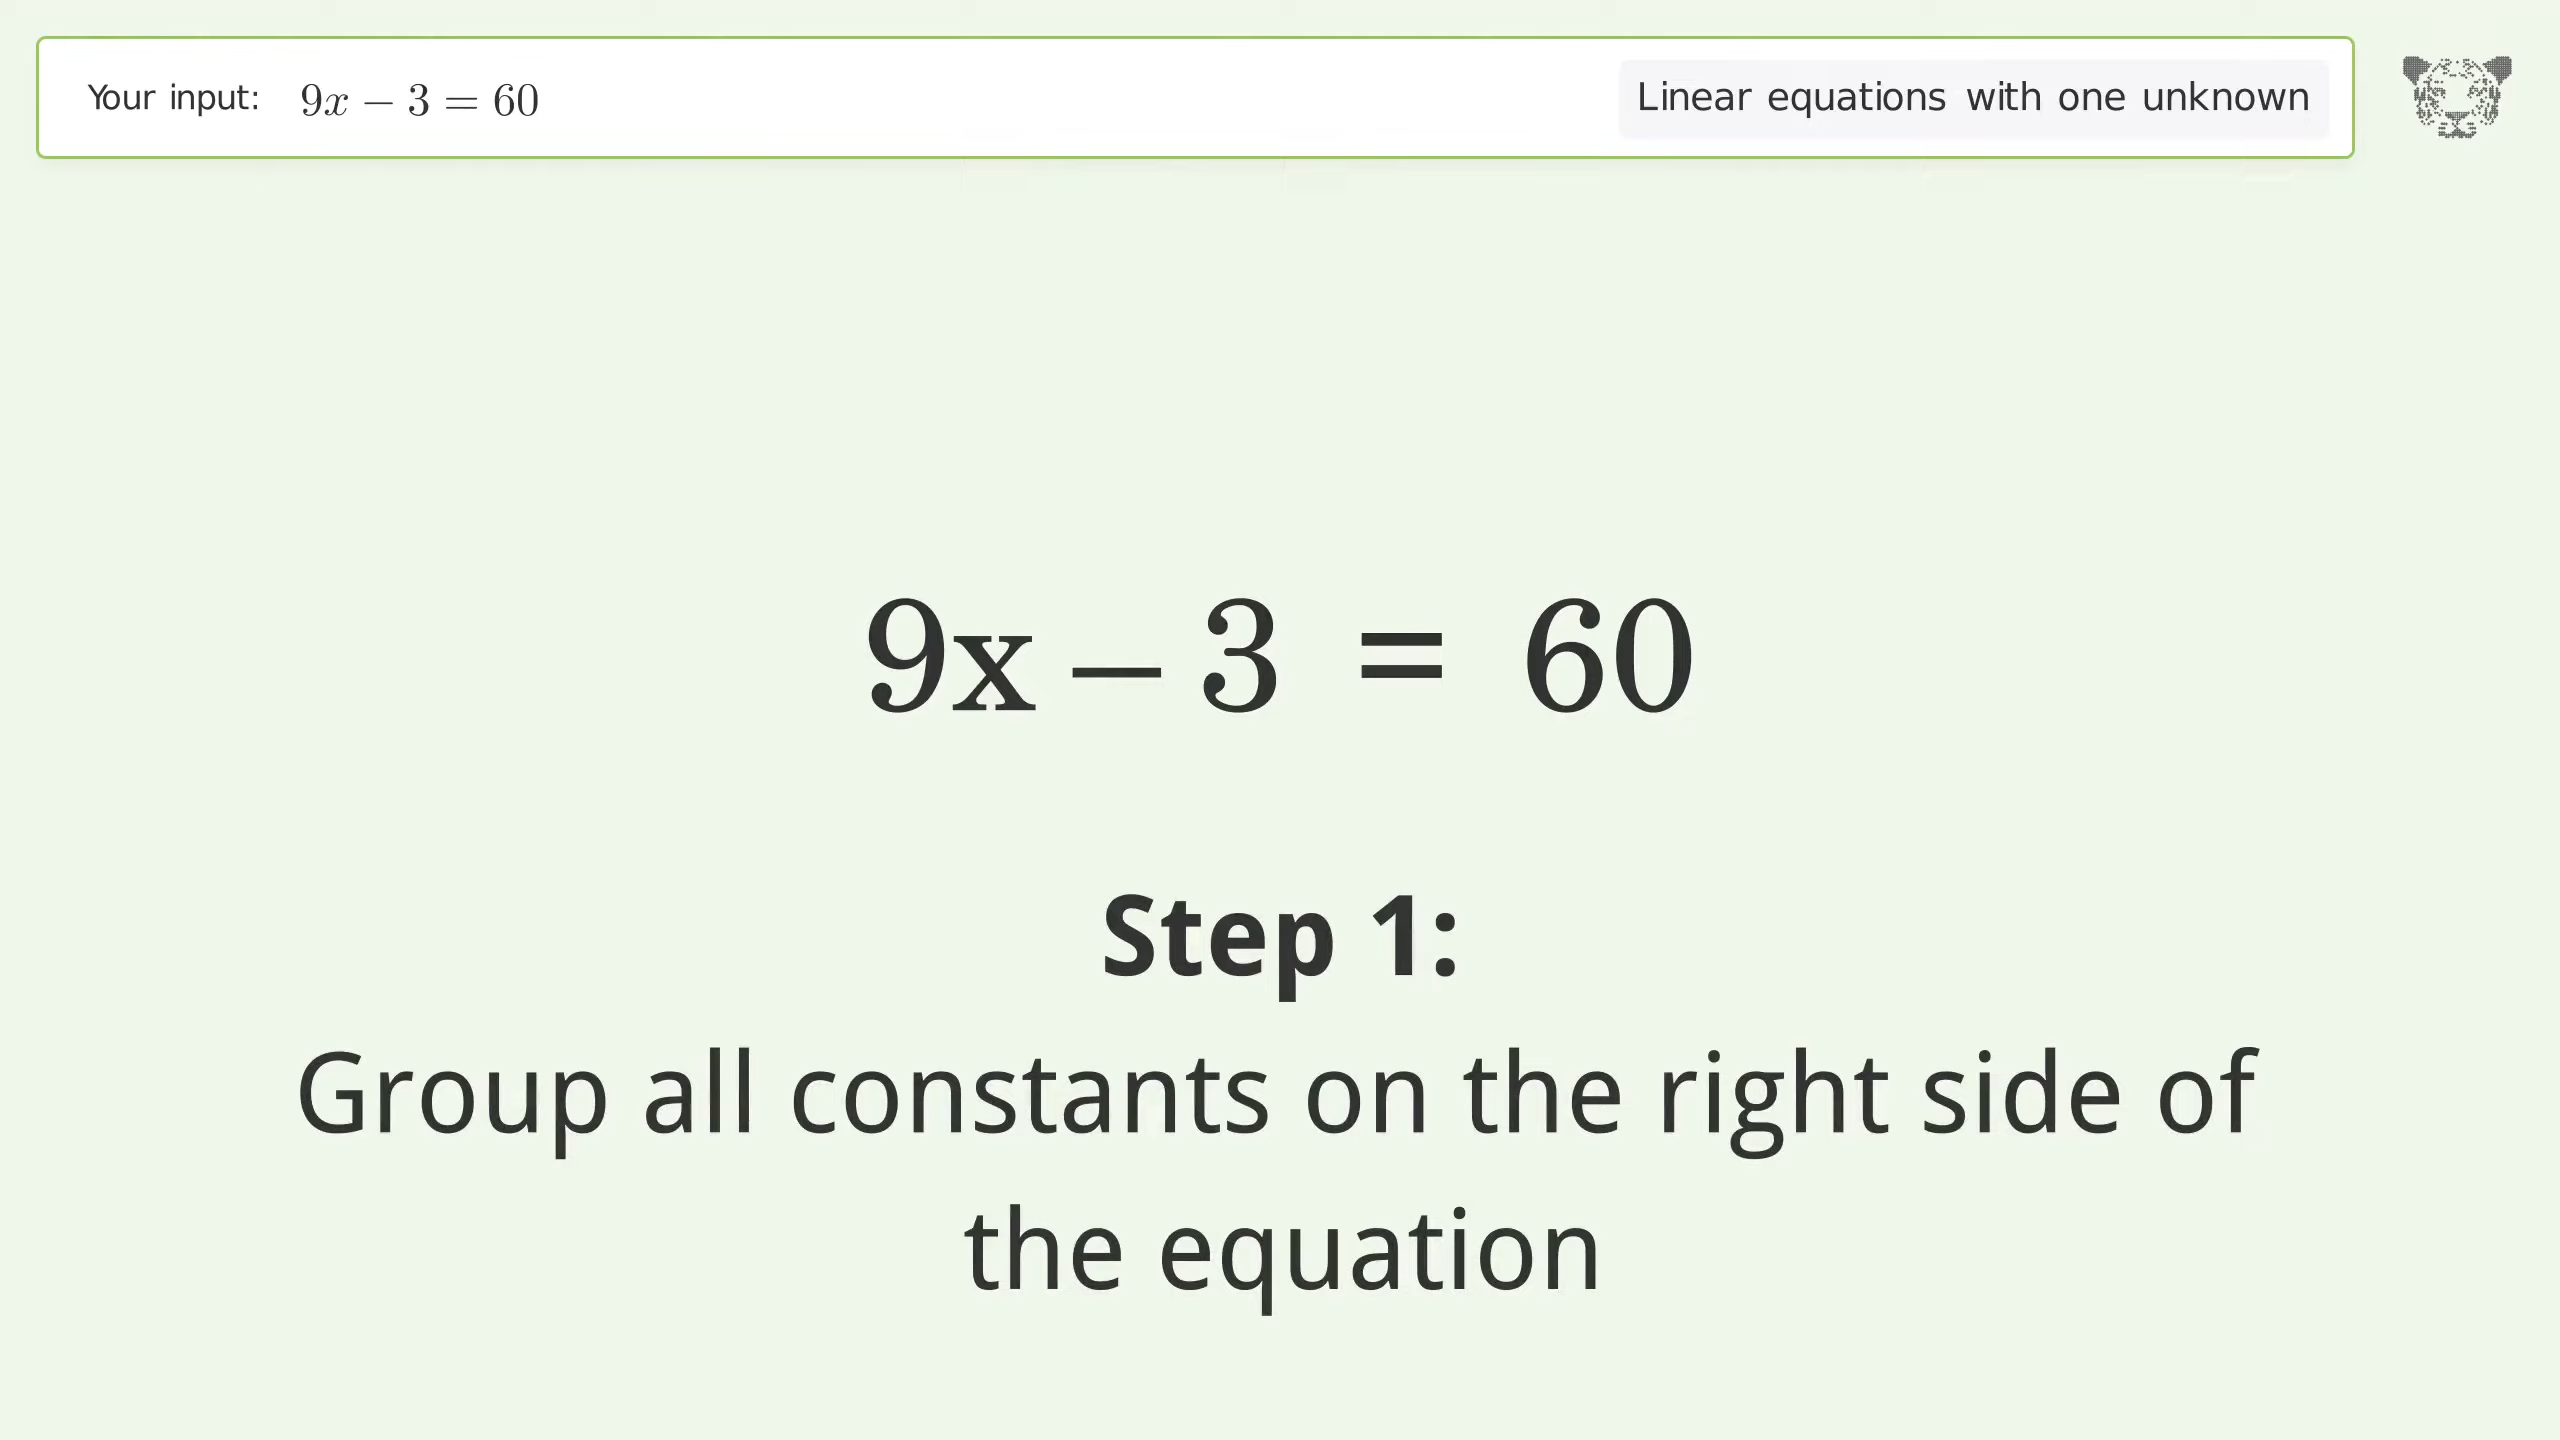 Your input: 9x − 3 = 60
Linear equations with one unknown
9x – 3 = 60
Step 1:
Group all constants on the right side of
the equation